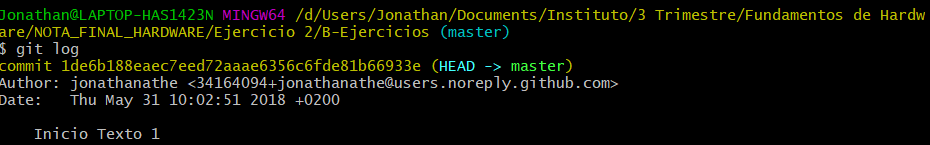 Jonathan@LAPTOP-HAS1423N MINGW64 /d/Users/Jonathan/Documents/Instituto/3 Trimestre/Fundamentos de Hardw
are/NOTA_FINAL_HARDWARE/Ejercicio 2/B-Ejercicios (master)
$ git log
commit 1de6b188eaec7eed72aaae6356c6fde81b66933e (HEAD -> master)
Author: jonathanathe <34164094+jonathanathe@users.noreply.github.com>
Date:   Thu May 31 10:02:51 2018 +0200
    Inicio Texto 1